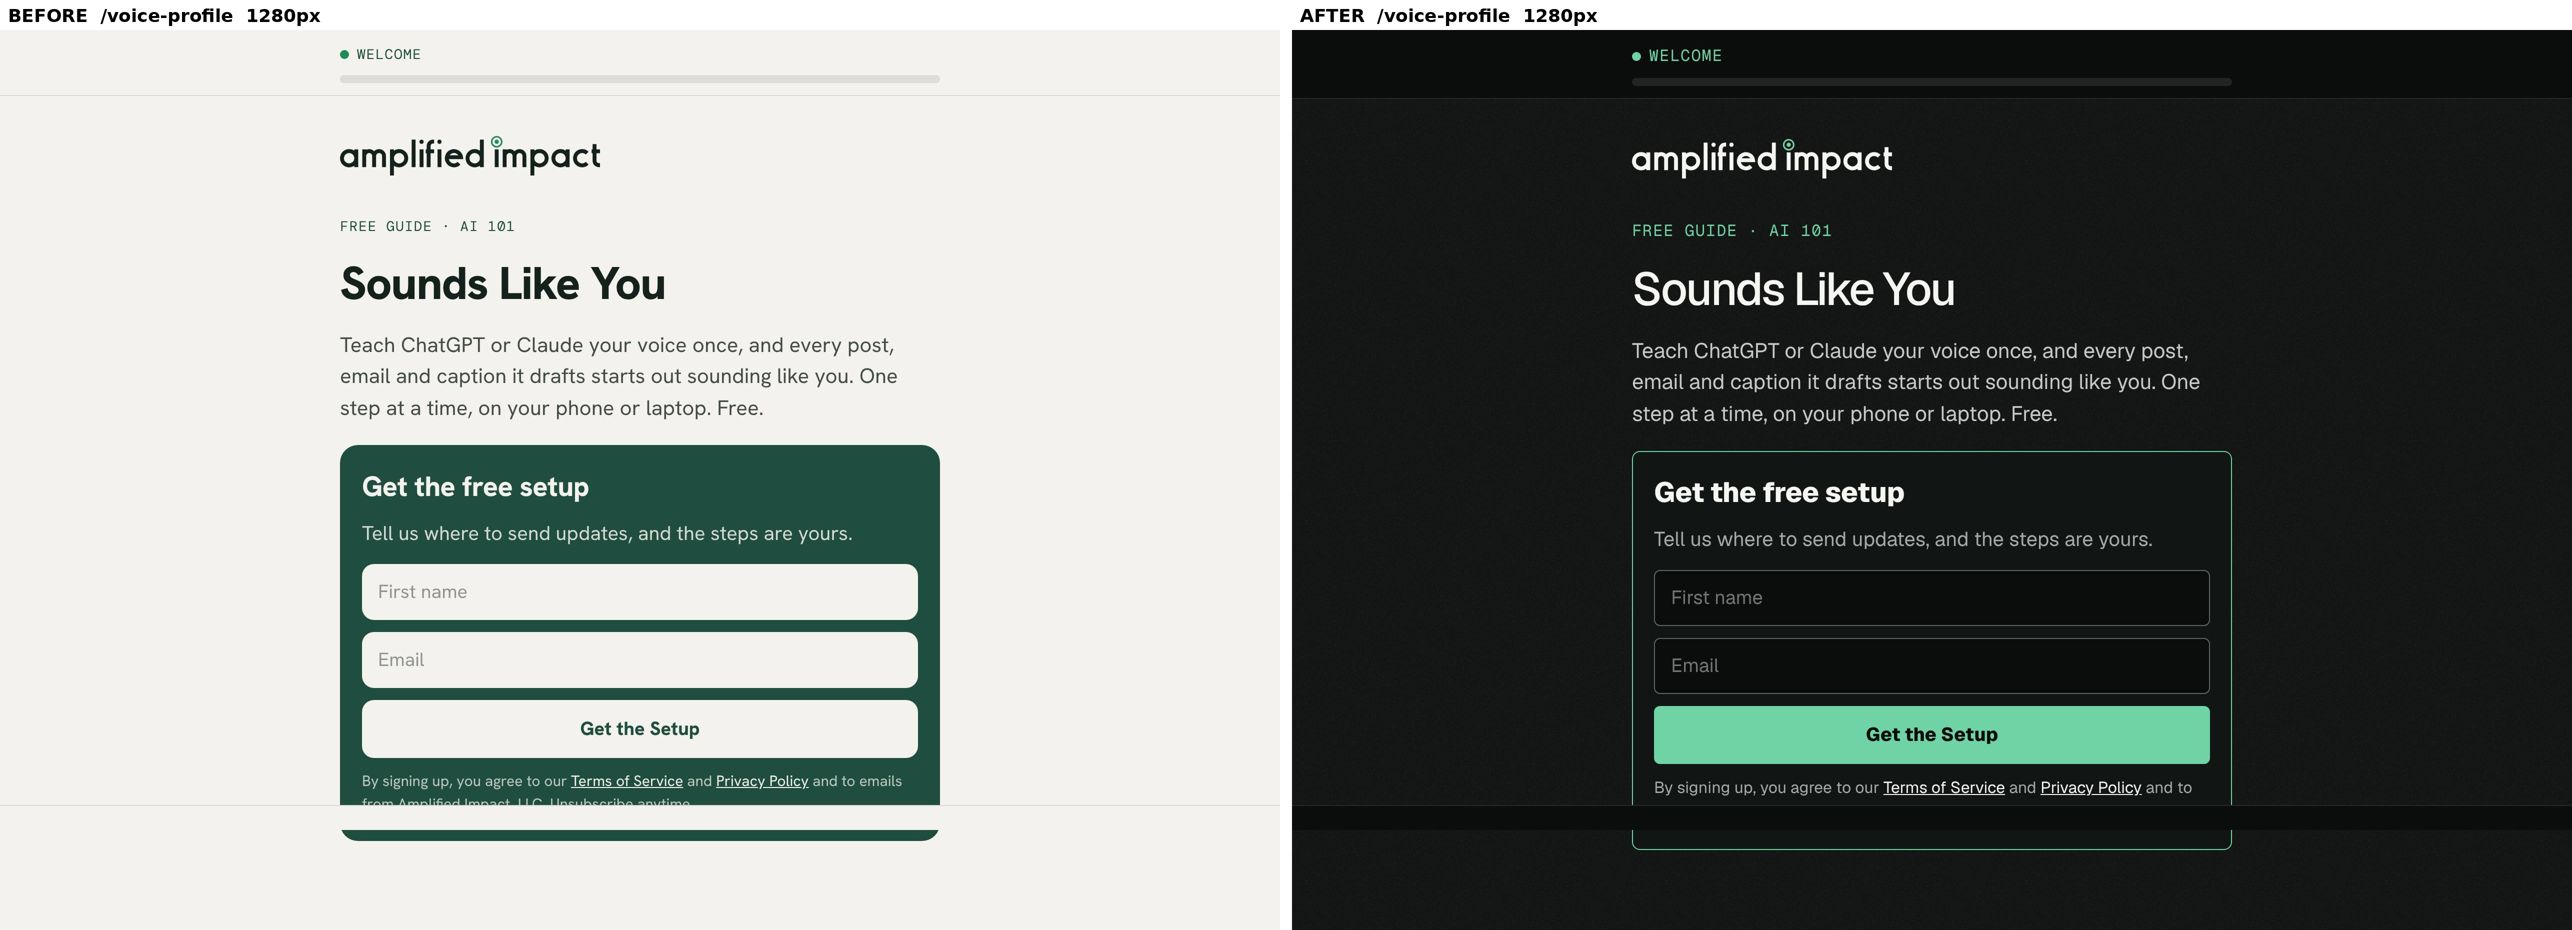 BEFORE /voice-profile 1280px
WELCOME
amplified impact
FREE GUIDE · AI 101
Sounds Like You
Teach ChatGPT or Claude your voice once, and every post,
email and caption it drafts starts out sounding like you. One
step at a time, on your phone or laptop. Free.
Get the free setup
Tell us where to send updates, and the steps are yours.
First name
Email
Get the Setup
By signing up, you agree to our Terms of Service and Privacy Policy and to emails
from Amplified Impact, LLC. Unsubscribe anytime.
AFTER /voice-profile 1280px
WELCOME
amplified impact
FREE GUIDE · AI 101
Sounds Like You
Teach ChatGPT or Claude your voice once, and every post,
email and caption it drafts starts out sounding like you. One
step at a time, on your phone or laptop. Free.
Get the free setup
Tell us where to send updates, and the steps are yours.
First name
Email
Get the Setup
By signing up, you agree to our Terms of Service and Privacy Policy and to